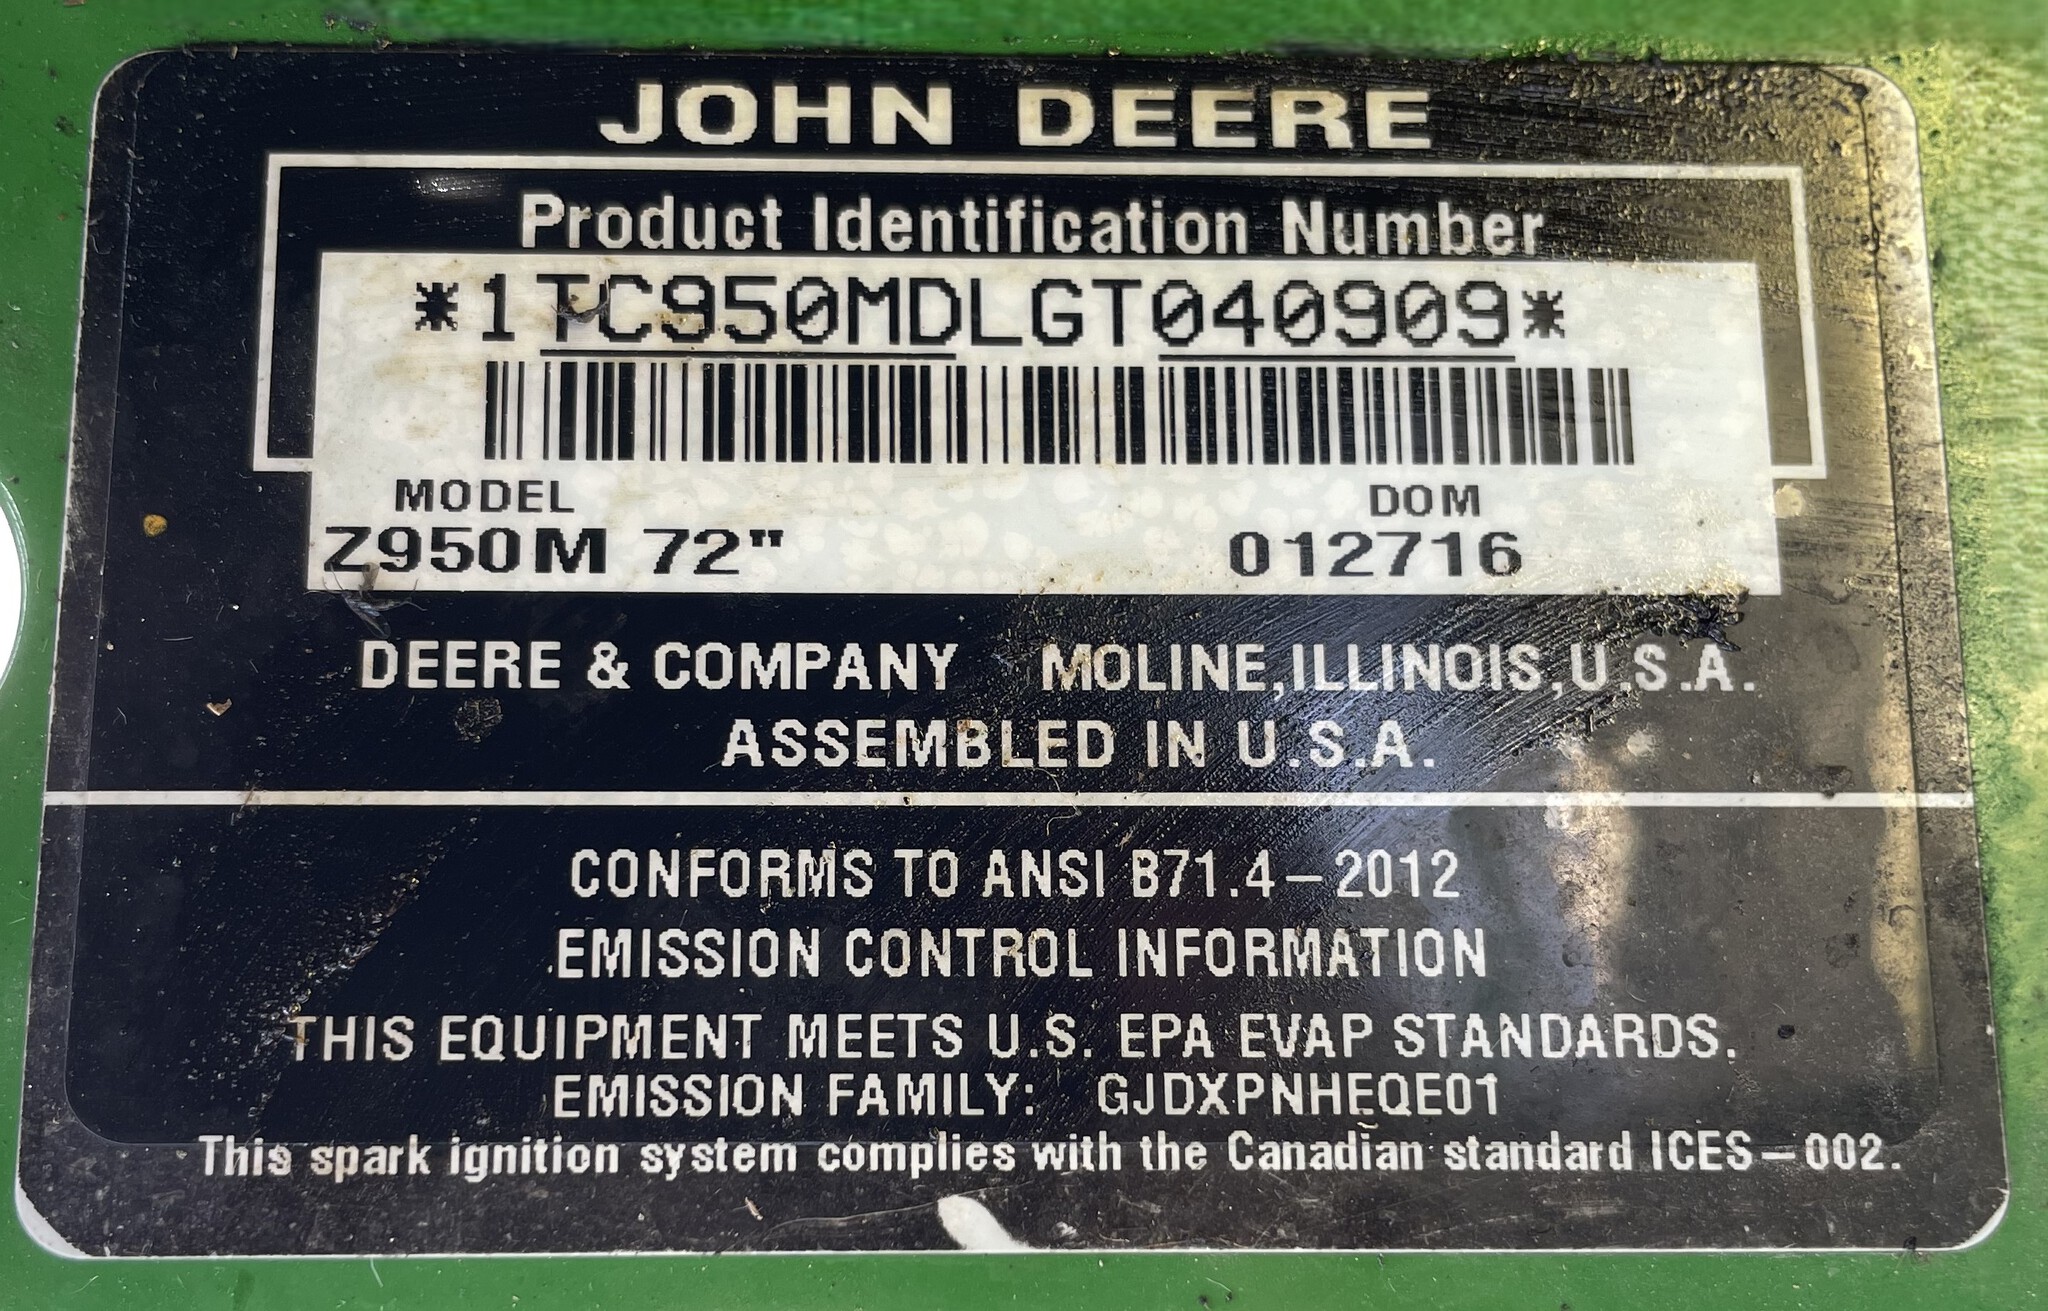 JOHN DEERE
Product Identification Number
*1TC950MDLGT040909*
MODEL DOM
Z950M 72" 012716
DEERE & COMPANY MOLINE,ILLINOIS,U.S.A.
ASSEMBLED IN U.S.A.
CONFORMS TO ANSI B71.4-2012
EMISSION CONTROL INFORMATION
THIS EQUIPMENT MEETS U.S. EPA EVAP STANDARDS.
EMISSION FAMILY: GJDXPNHEQE01
This spark ignition system complies with the Canadian standard ICES-002.